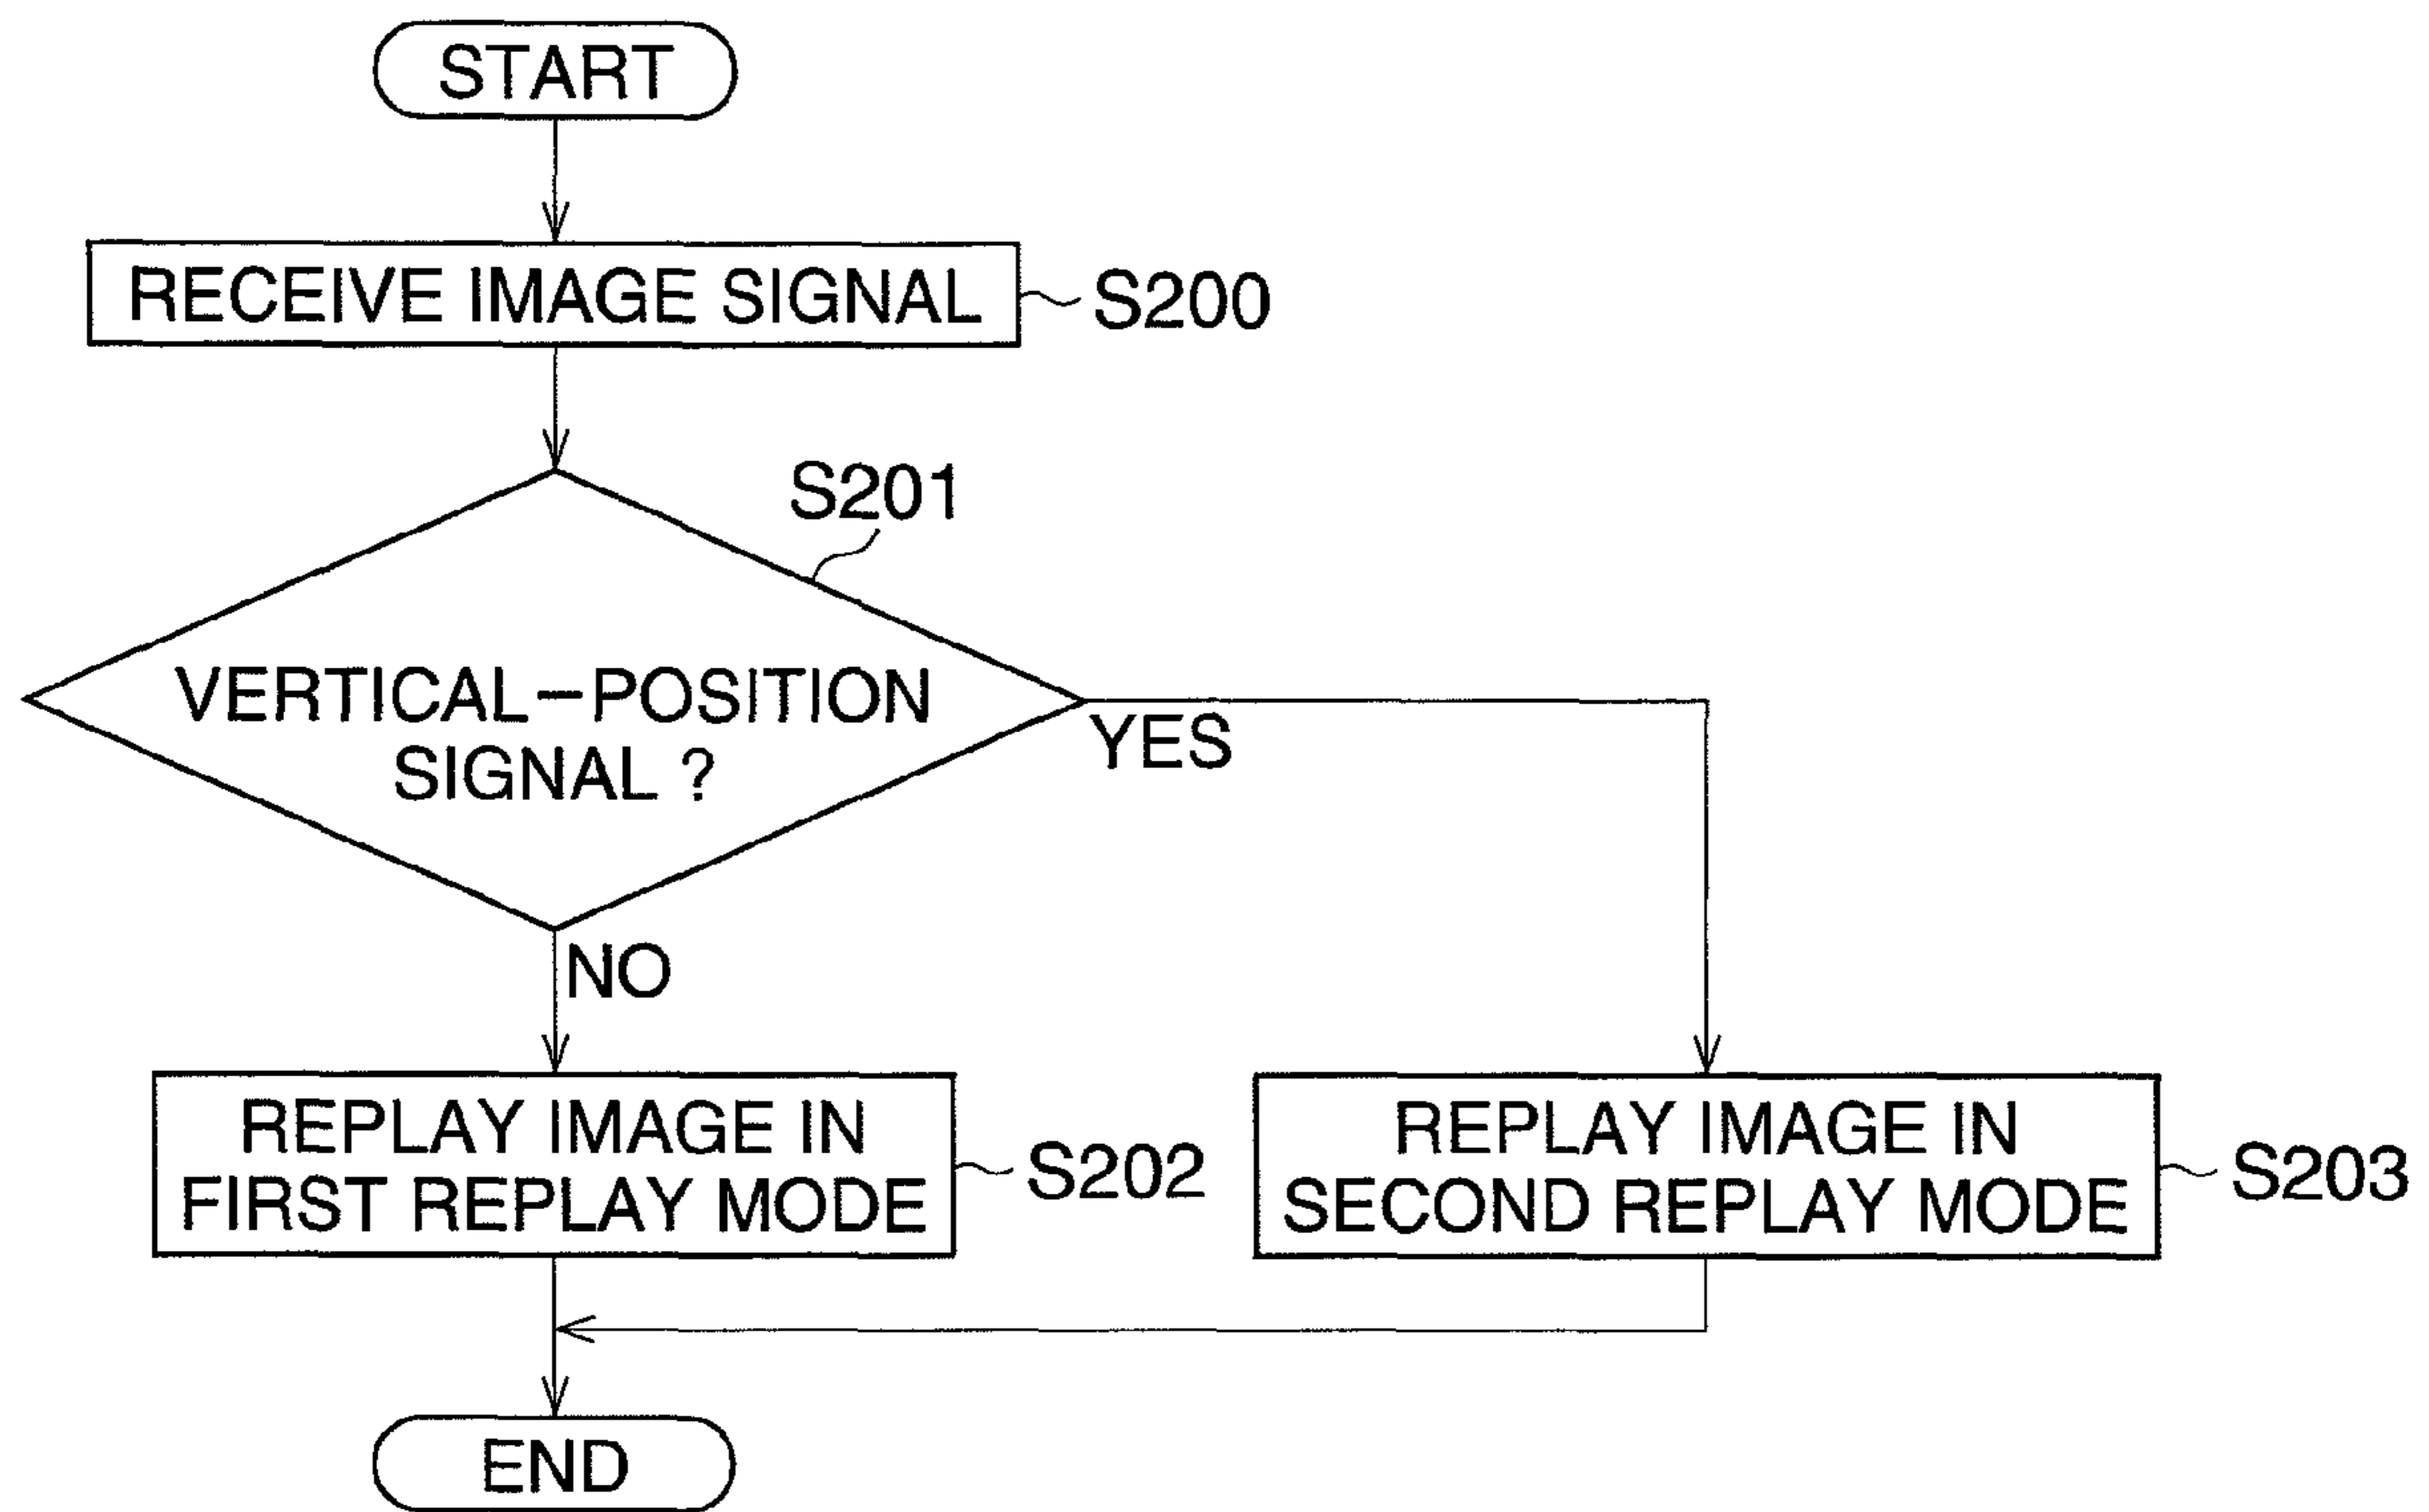 START
RECEIVE IMAGE SIGNAL
S200
S201
VERTICAL-POSITION
SIGNAL ?
YES
NO
REPLAY IMAGE IN
FIRST REPLAY MODE
S202
REPLAY IMAGE IN
SECOND REPLAY MODE
S203
END